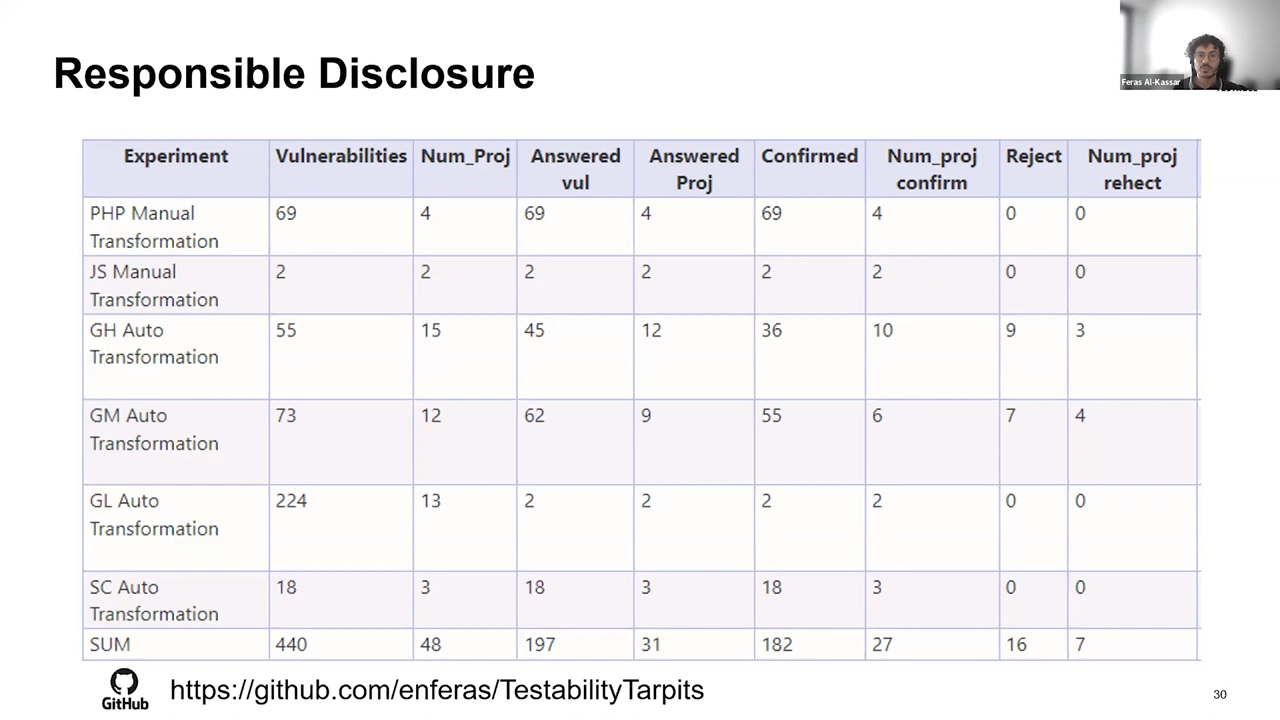 Responsible Disclosure
Feras Al-Kassar
Experiment Vulnerabilities Num_Proj Answered vul Answered Proj Confirmed Num_proj confirm Reject Num_proj rehect
PHP Manual Transformation 69 4 69 4 69 4 0 0
JS Manual Transformation 2 2 2 2 2 2 0 0
GH Auto Transformation 55 15 45 12 36 10 9 3
GM Auto Transformation 73 12 62 9 55 6 7 4
GL Auto Transformation 224 13 2 2 2 2 0 0
SC Auto Transformation 18 3 18 3 18 3 0 0
SUM 440 48 197 31 182 27 16 7
GitHub
https://github.com/enferas/TestabilityTarpits
30